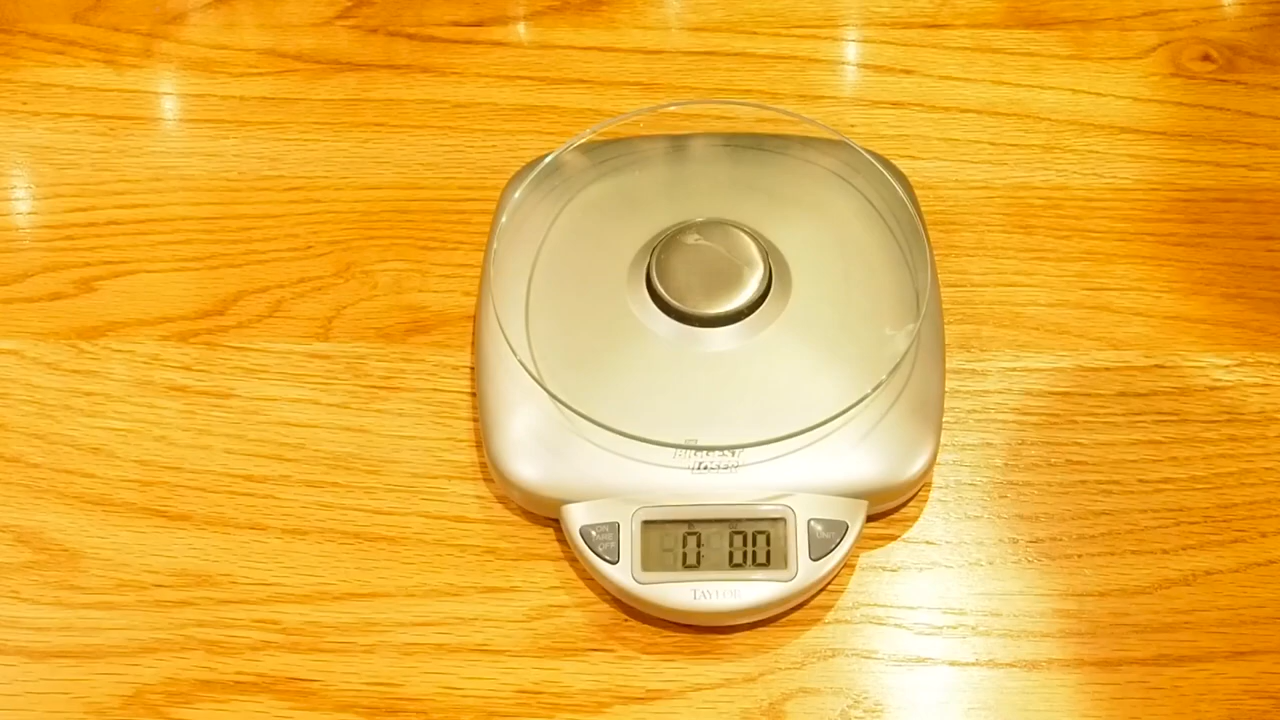 THE
BIGGEST
LOSER
ON
TARE
OFF
lb oz
0: 0.0
UNIT
TAYLOR